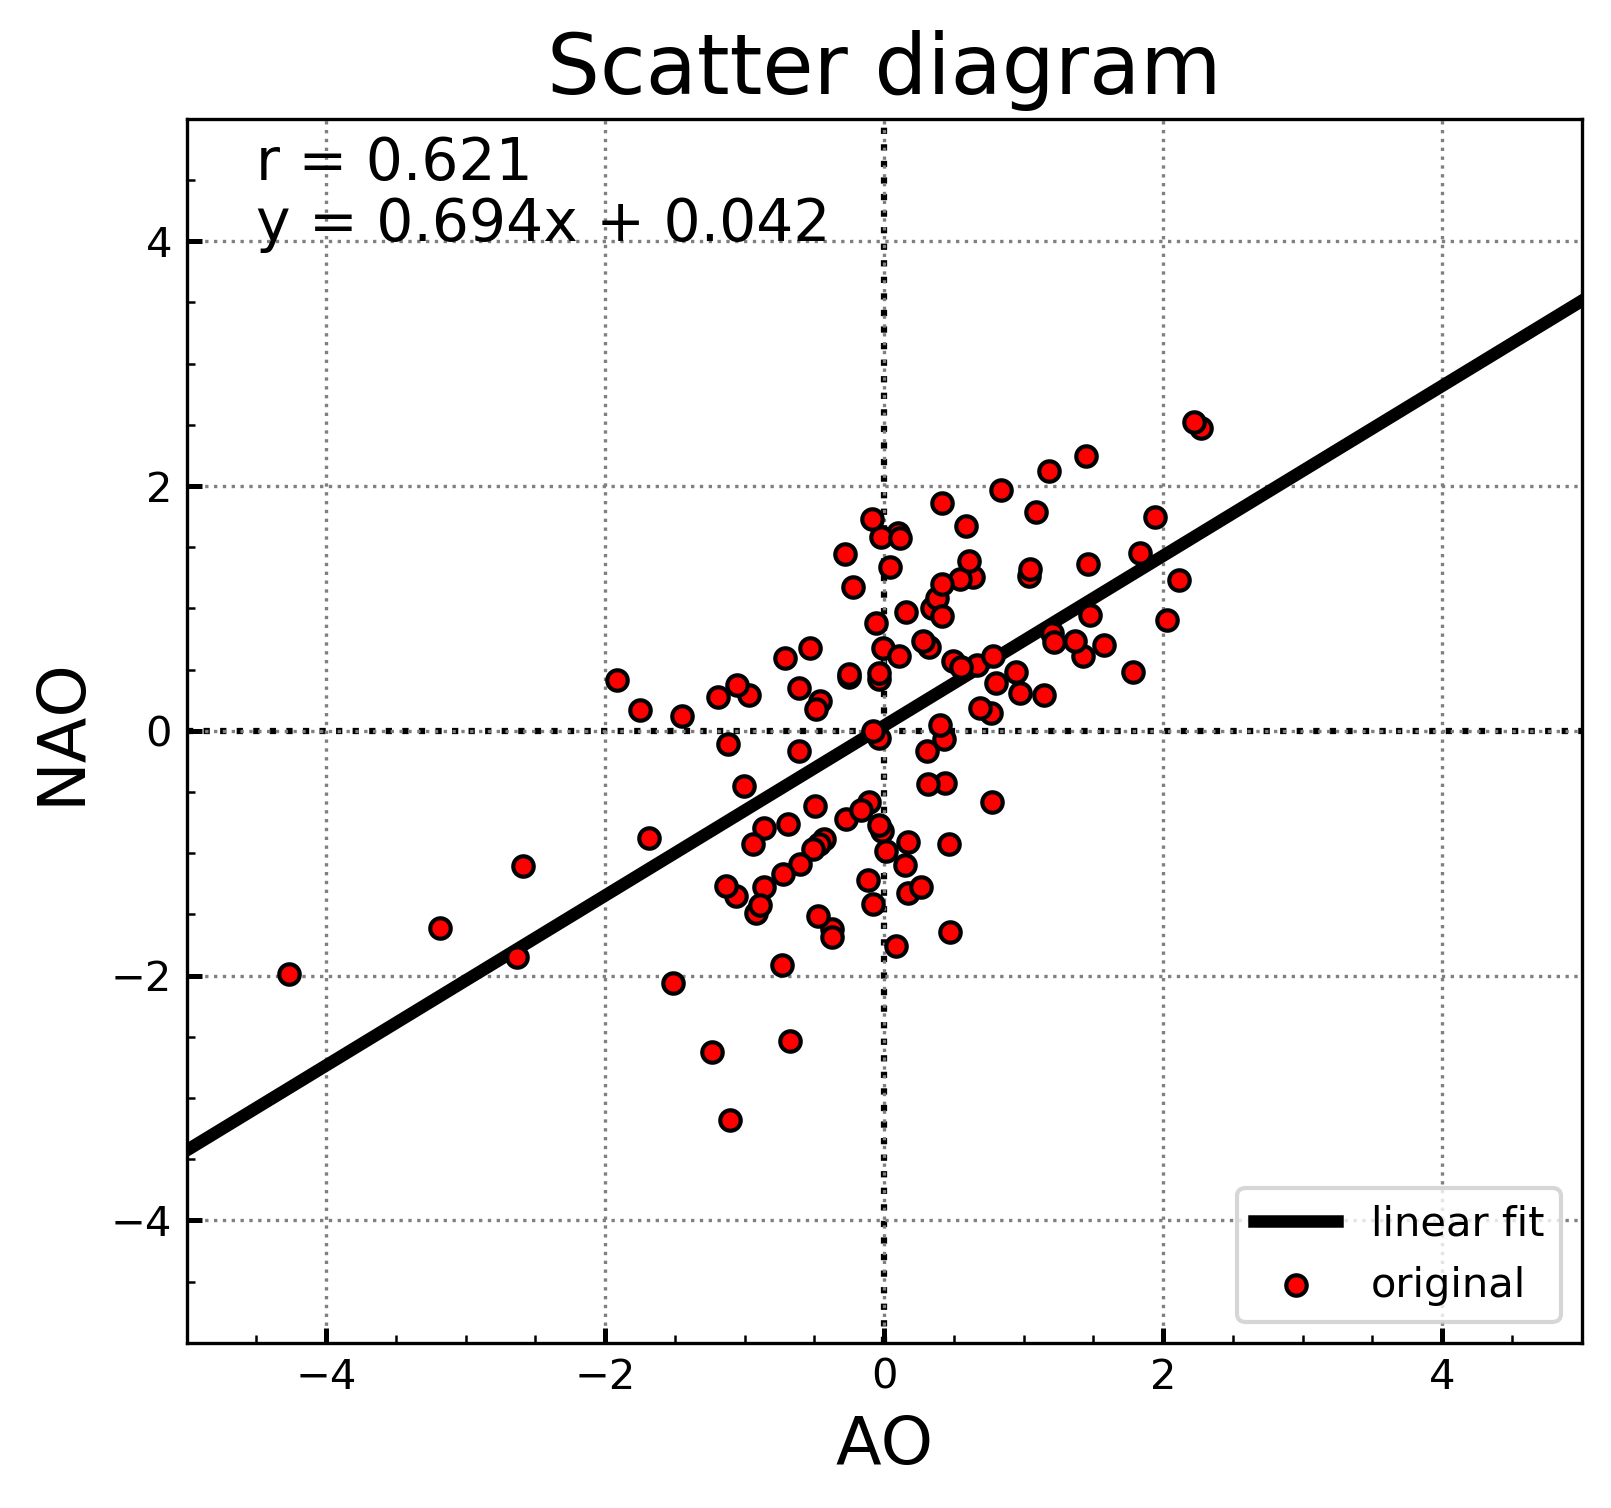 Scatter diagram
r = 0.621
y = 0.694x + 0.042
4
2
0
−2
−4
NAO
−4
−2
0
2
4
AO
linear fit
original